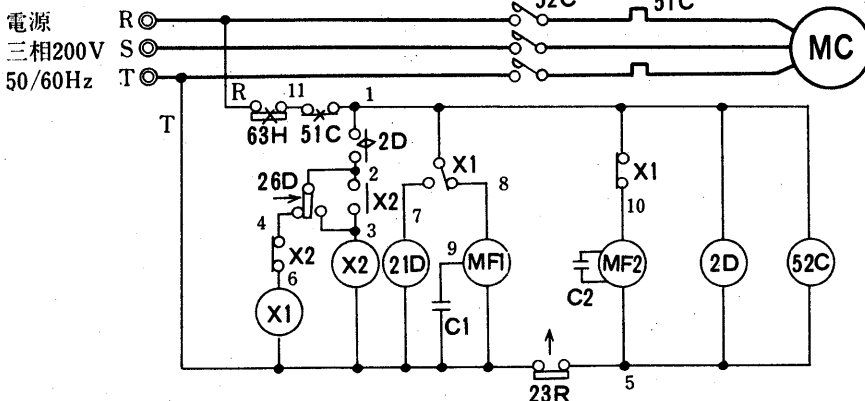 52C 51C
電源 R
三相200V S MC
50/60Hz T
R 11 1
T 63H 51C 2D
X1 X1
26D 2 X2 8
7 10
4 3
X2 9
6 X2 21D MF1 MF2 2D 52C
C2
X1 C1
5
23R